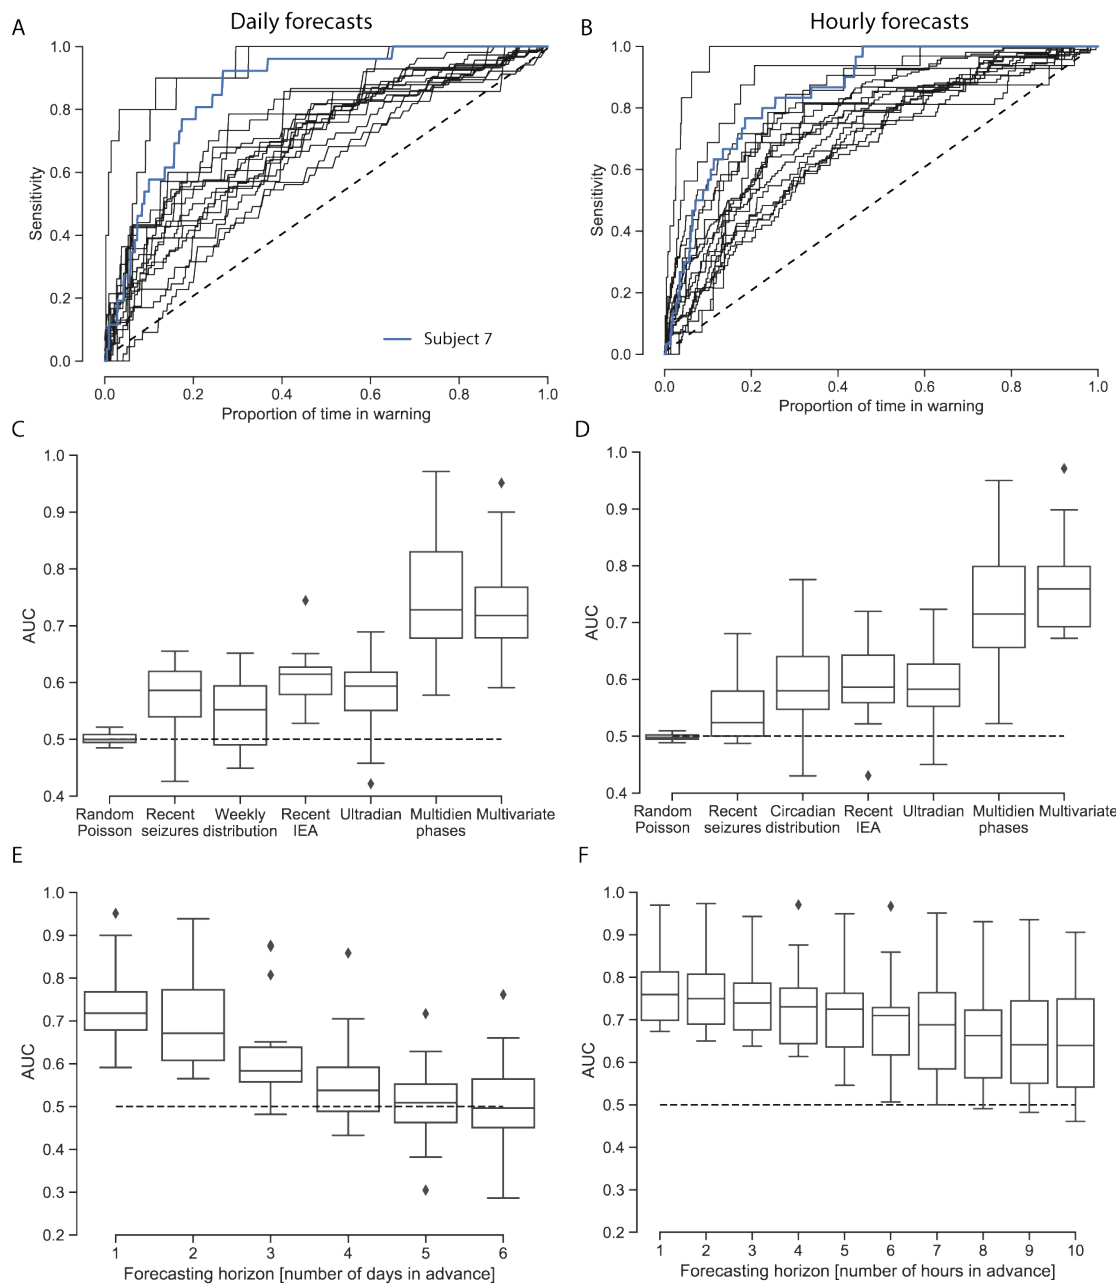 A
Daily forecasts
1.0
0.8
0.6
0.4
0.2
0.0
Sensitivity
Subject 7
0.0 0.2 0.4 0.6 0.8 1.0
Proportion of time in warning
B
Hourly forecasts
1.0
0.8
0.6
0.4
0.2
0.0
Sensitivity
0.0 0.2 0.4 0.6 0.8 1.0
Proportion of time in warning
C
1.0
0.9
0.8
0.7
0.6
0.5
0.4
AUC
Random Recent Weekly Recent Ultradian Multidien Multivariate
Poisson seizures distribution IEA phases
D
1.0
0.9
0.8
0.7
0.6
0.5
0.4
AUC
Random Recent Circadian Recent Ultradian Multidien Multivariate
Poisson seizures distribution IEA phases
E
1.0
0.9
0.8
0.7
0.6
0.5
0.4
0.3
0.2
AUC
1 2 3 4 5 6
Forecasting horizon [number of days in advance]
F
1.0
0.9
0.8
0.7
0.6
0.5
0.4
0.3
0.2
AUC
1 2 3 4 5 6 7 8 9 10
Forecasting horizon [number of hours in advance]